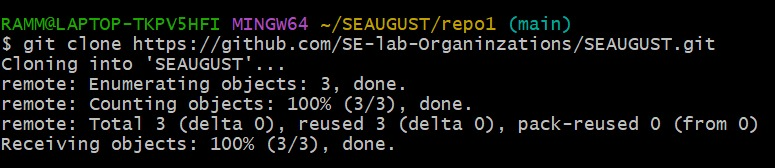 RAMM@LAPTOP-TKPV5HFI MINGW64 ~/SEAUGUST/repo1 (main)
$ git clone https://github.com/SE-lab-Organinzations/SEAUGUST.git
Cloning into 'SEAUGUST'...
remote: Enumerating objects: 3, done.
remote: Counting objects: 100% (3/3), done.
remote: Total 3 (delta 0), reused 3 (delta 0), pack-reused 0 (from 0)
Receiving objects: 100% (3/3), done.